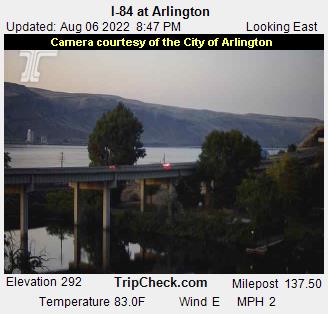 I-84 at Arlington
Updated: Aug 06 2022 8:47 PM Looking East
Camera courtesy of the City of Arlington
Elevation 292 TripCheck.com Milepost 137.50
Temperature 83.0F Wind E MPH 2